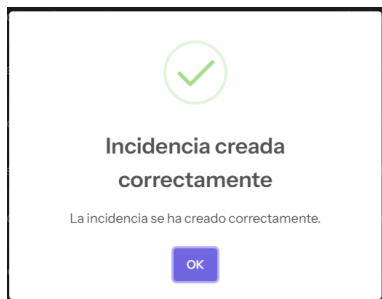 Incidencia creada
correctamente
La incidencia se ha creado correctamente.
OK